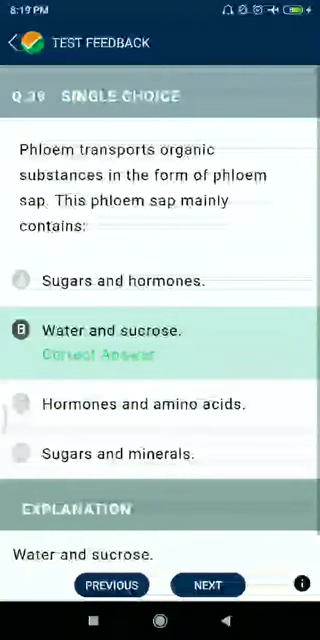 8:19 PM
TEST FEEDBACK
Q.39 SINGLE CHOICE
Phloem transports organic
substances in the form of phloem
sap. This phloem sap mainly
contains:
Sugars and hormones.
B Water and sucrose.
Correct Answer
Hormones and amino acids.
Sugars and minerals.
EXPLANATION
Water and sucrose.
PREVIOUS NEXT